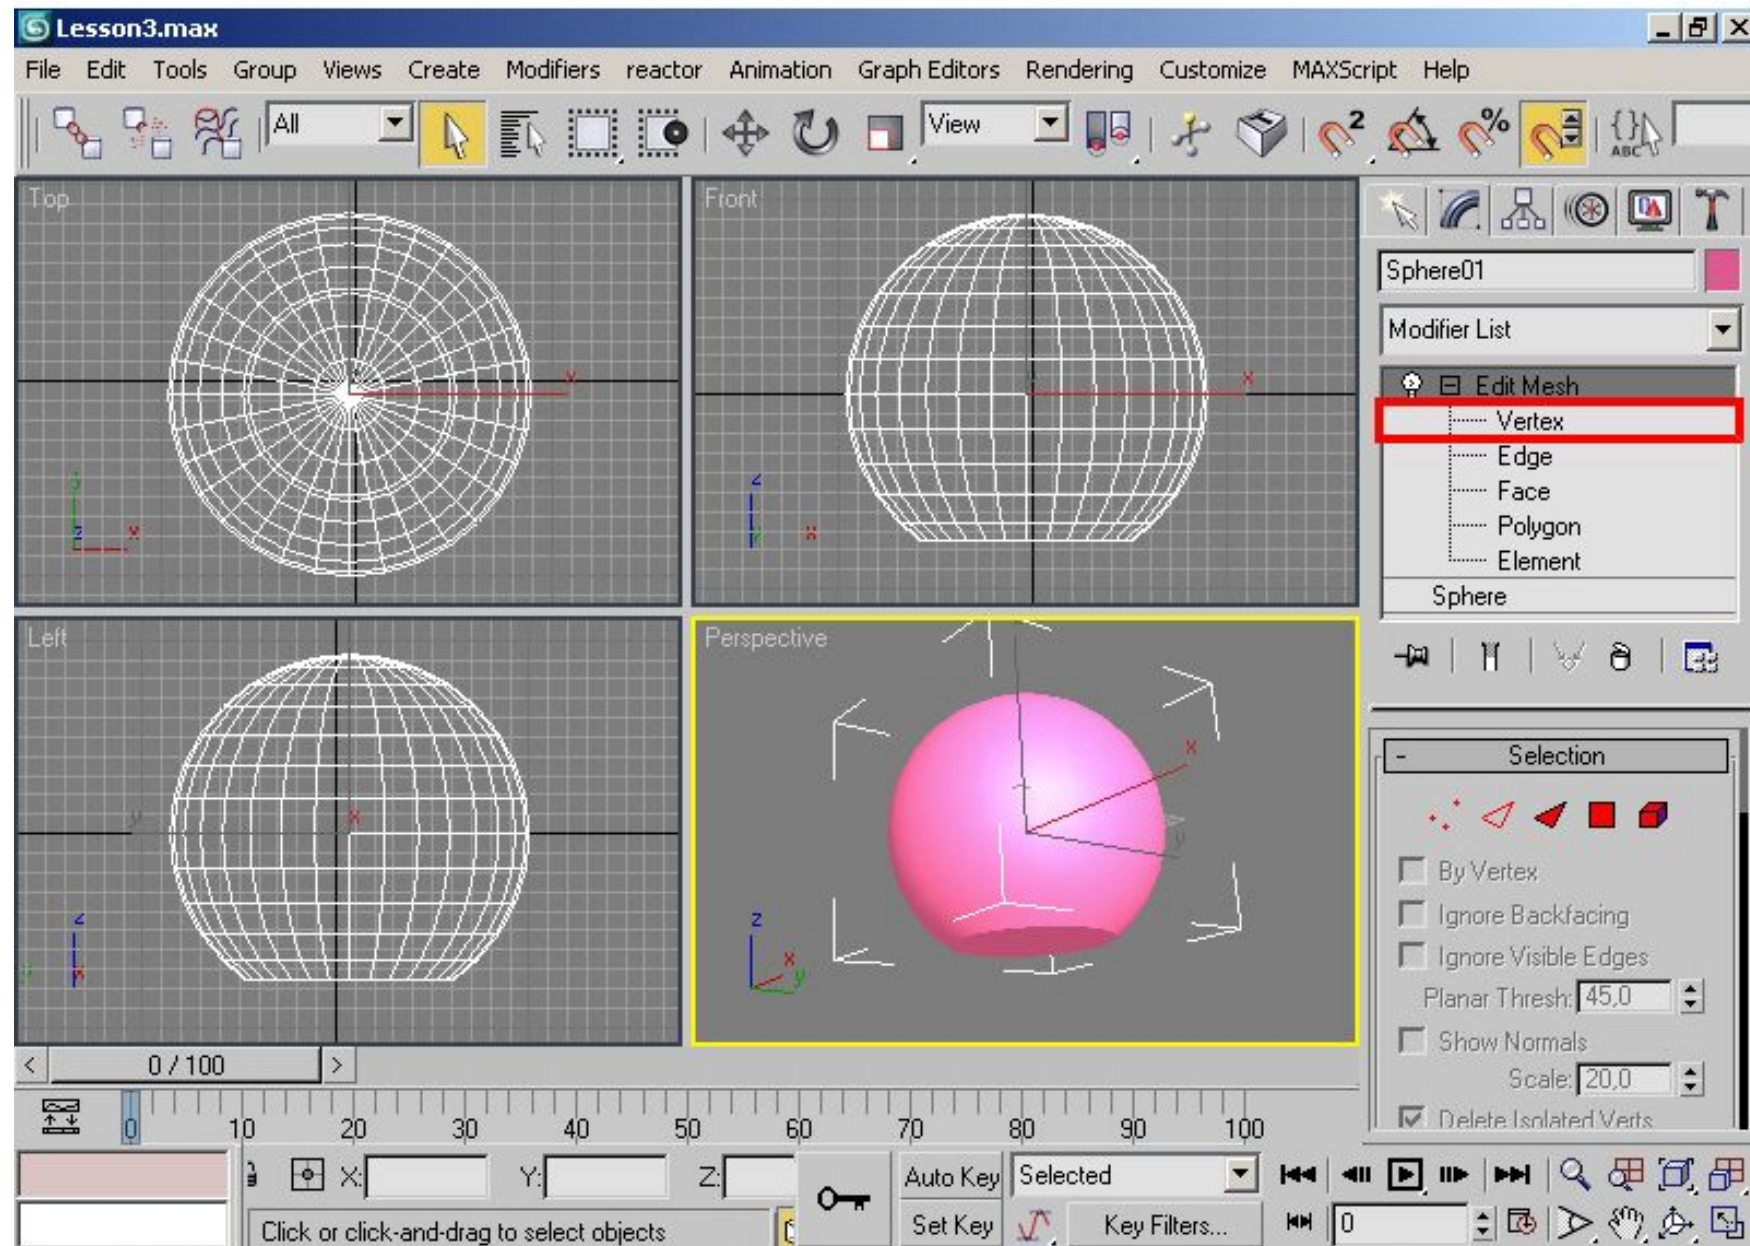 Lesson3.max
File Edit Tools Group Views Create Modifiers reactor Animation Graph Editors Rendering Customize MAXScript Help
All View 2 % {} ABC
Top Front
x x
z
y
z x x
Sphere01
Modifier List
Edit Mesh
Vertex
Edge
Face
Polygon
Element
Sphere
Left Perspective
x
y x y
z z
x x y
Selection
By Vertex
Ignore Backfacing
Ignore Visible Edges
Planar Thresh: 45,0
Show Normals
Scale: 20,0
Delete Isolated Verts
< 0 / 100 >
0 10 20 30 40 50 60 70 80 90 100
X: Y: Z: Auto Key Selected
Click or click-and-drag to select objects Set Key Key Filters... 0